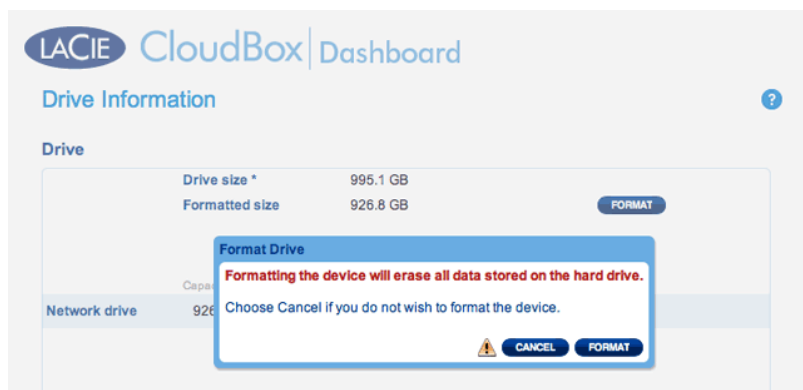 LACIE CloudBox Dashboard
Drive Information
?
Drive
Drive size * 995.1 GB
Formatted size 926.8 GB FORMAT
Format Drive
Formatting the device will erase all data stored on the hard drive.
Choose Cancel if you do not wish to format the device.
CANCEL FORMAT
Network drive